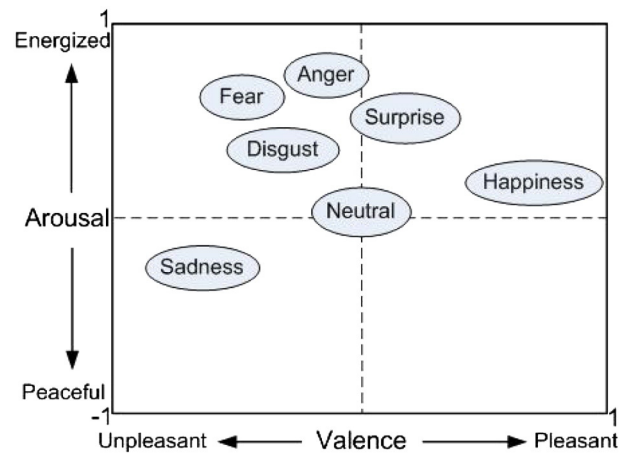 1
Energized
Anger
Fear
Surprise
Disgust
Happiness
Neutral
Arousal
Sadness
Peaceful
-1
1
Unpleasant
Valence
Pleasant